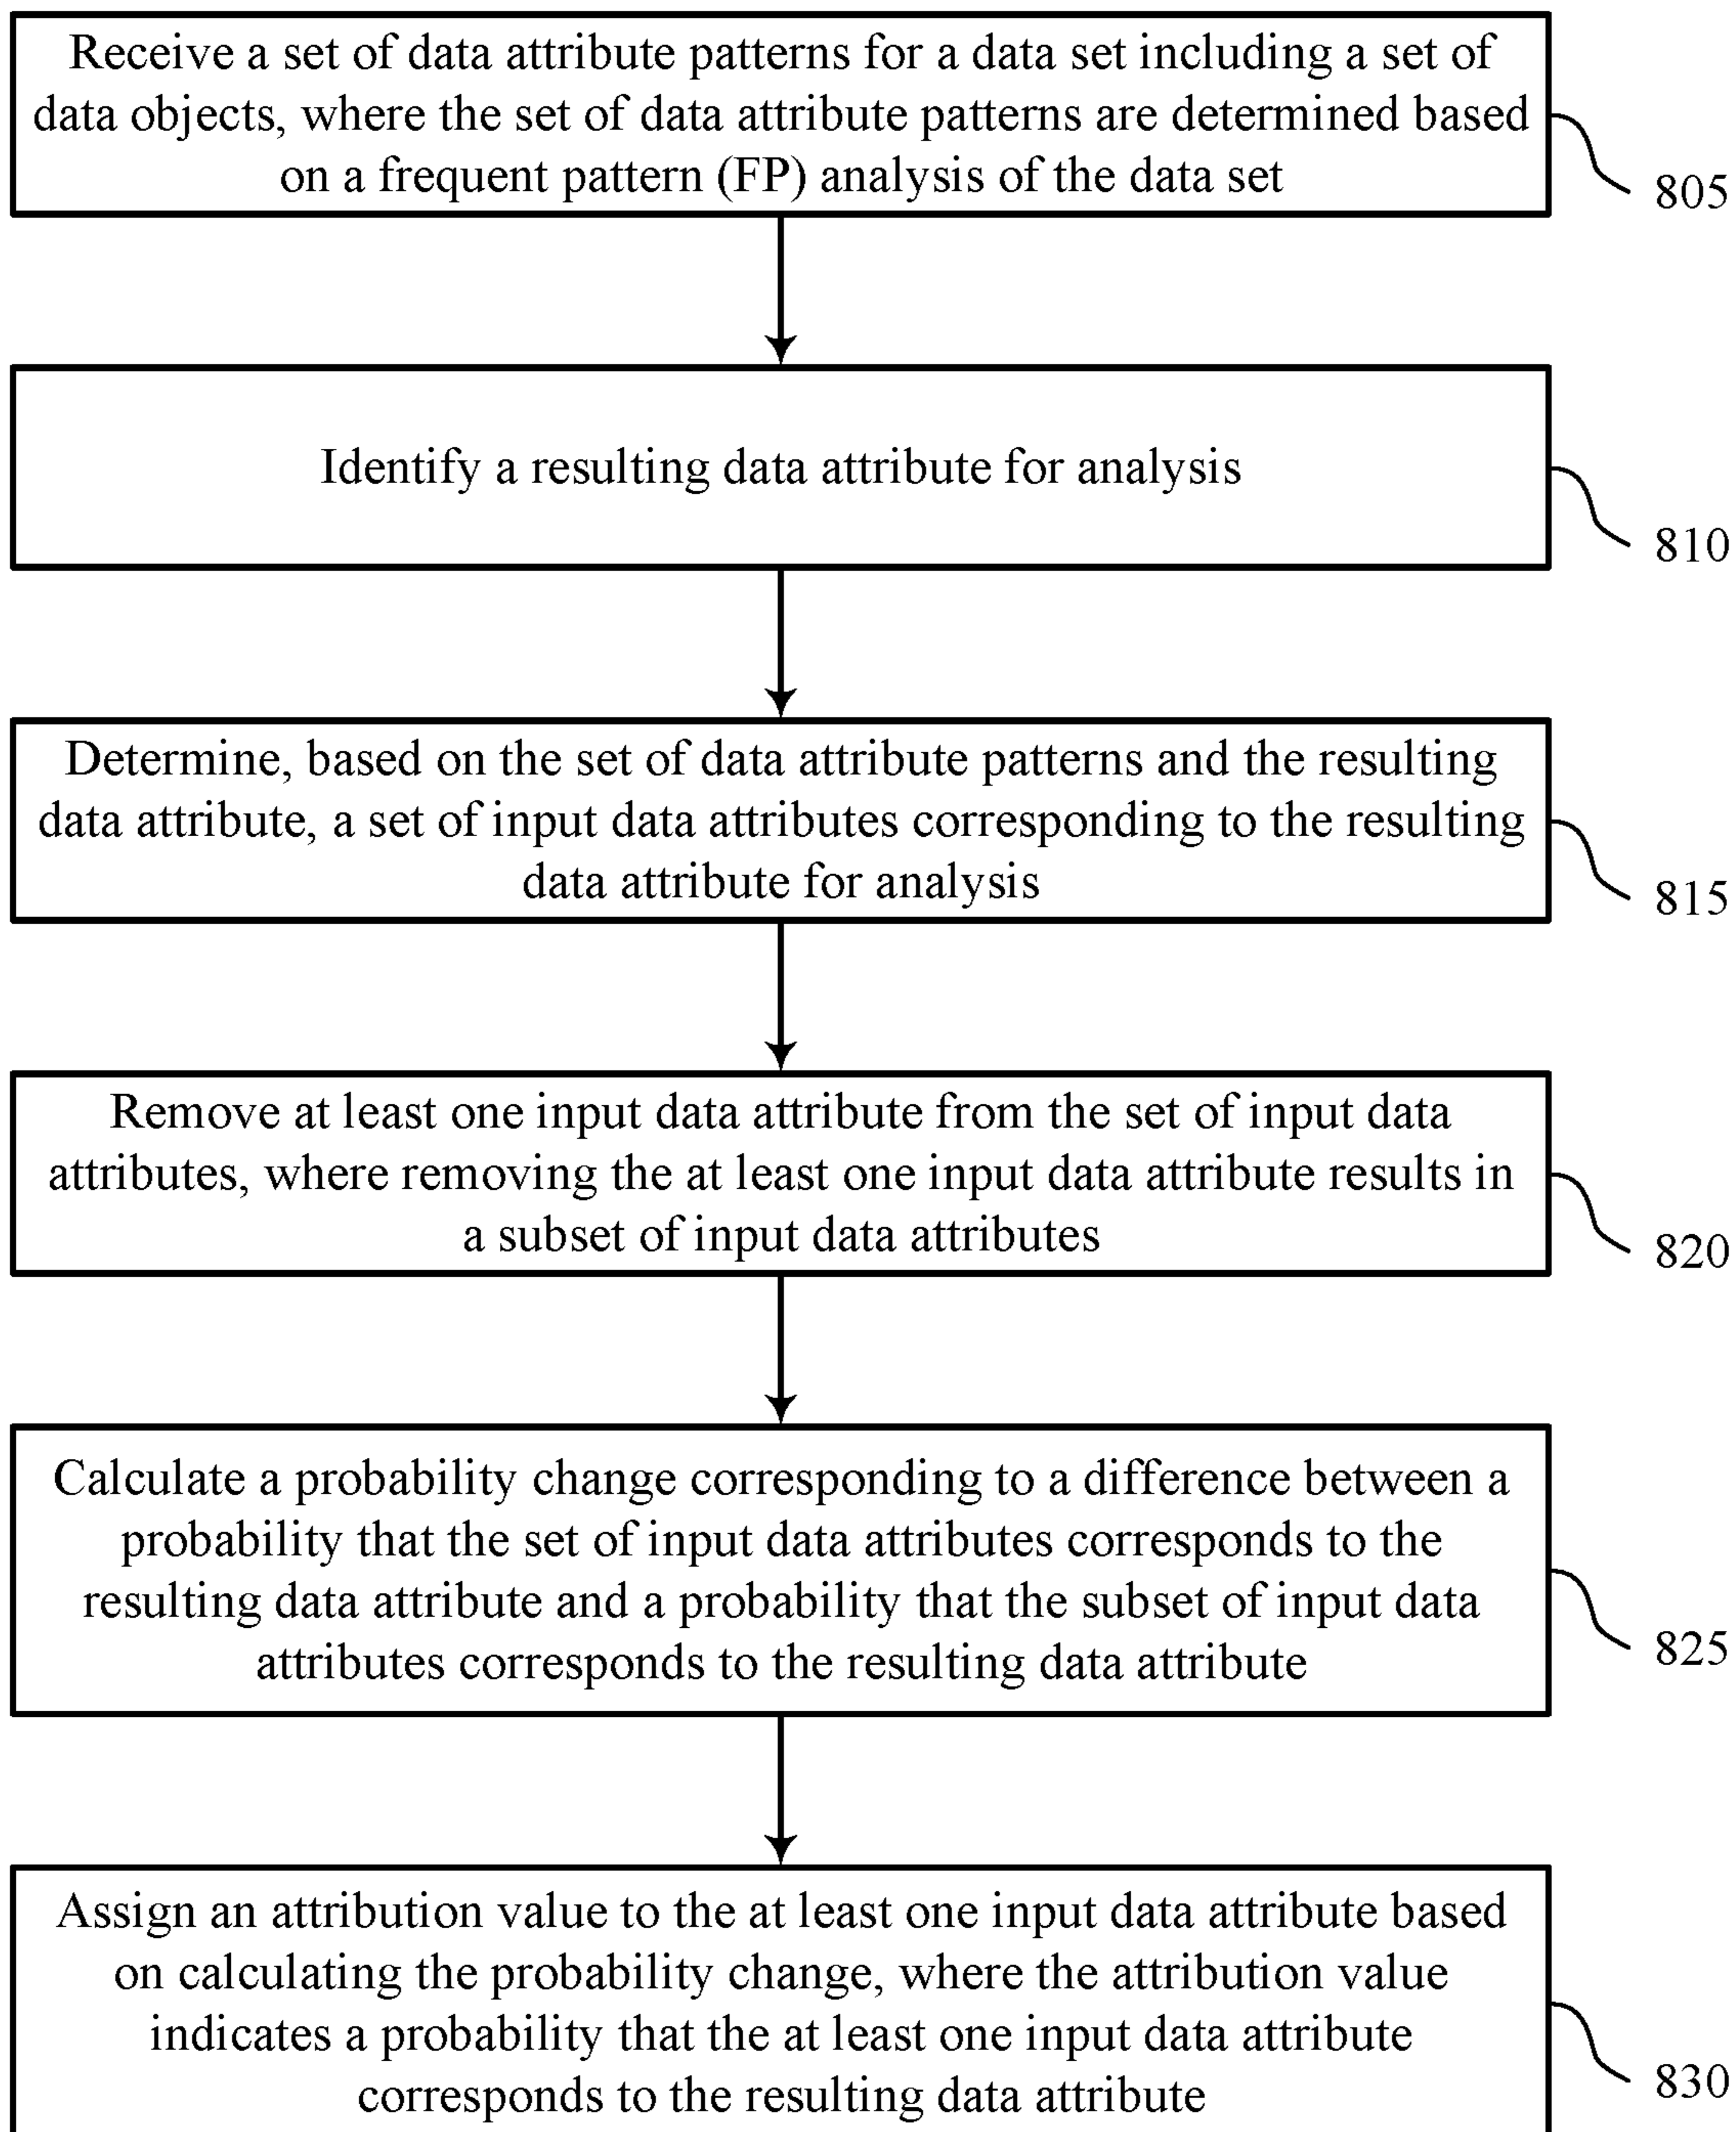 Receive a set of data attribute patterns for a data set including a set of
data objects, where the set of data attribute patterns are determined based
on a frequent pattern (FP) analysis of the data set
805
Identify a resulting data attribute for analysis
810
Determine, based on the set of data attribute patterns and the resulting
data attribute, a set of input data attributes corresponding to the resulting
data attribute for analysis
815
Remove at least one input data attribute from the set of input data
attributes, where removing the at least one input data attribute results in
a subset of input data attributes
820
Calculate a probability change corresponding to a difference between a
probability that the set of input data attributes corresponds to the
resulting data attribute and a probability that the subset of input data
attributes corresponds to the resulting data attribute
825
Assign an attribution value to the at least one input data attribute based
on calculating the probability change, where the attribution value
indicates a probability that the at least one input data attribute
corresponds to the resulting data attribute
830